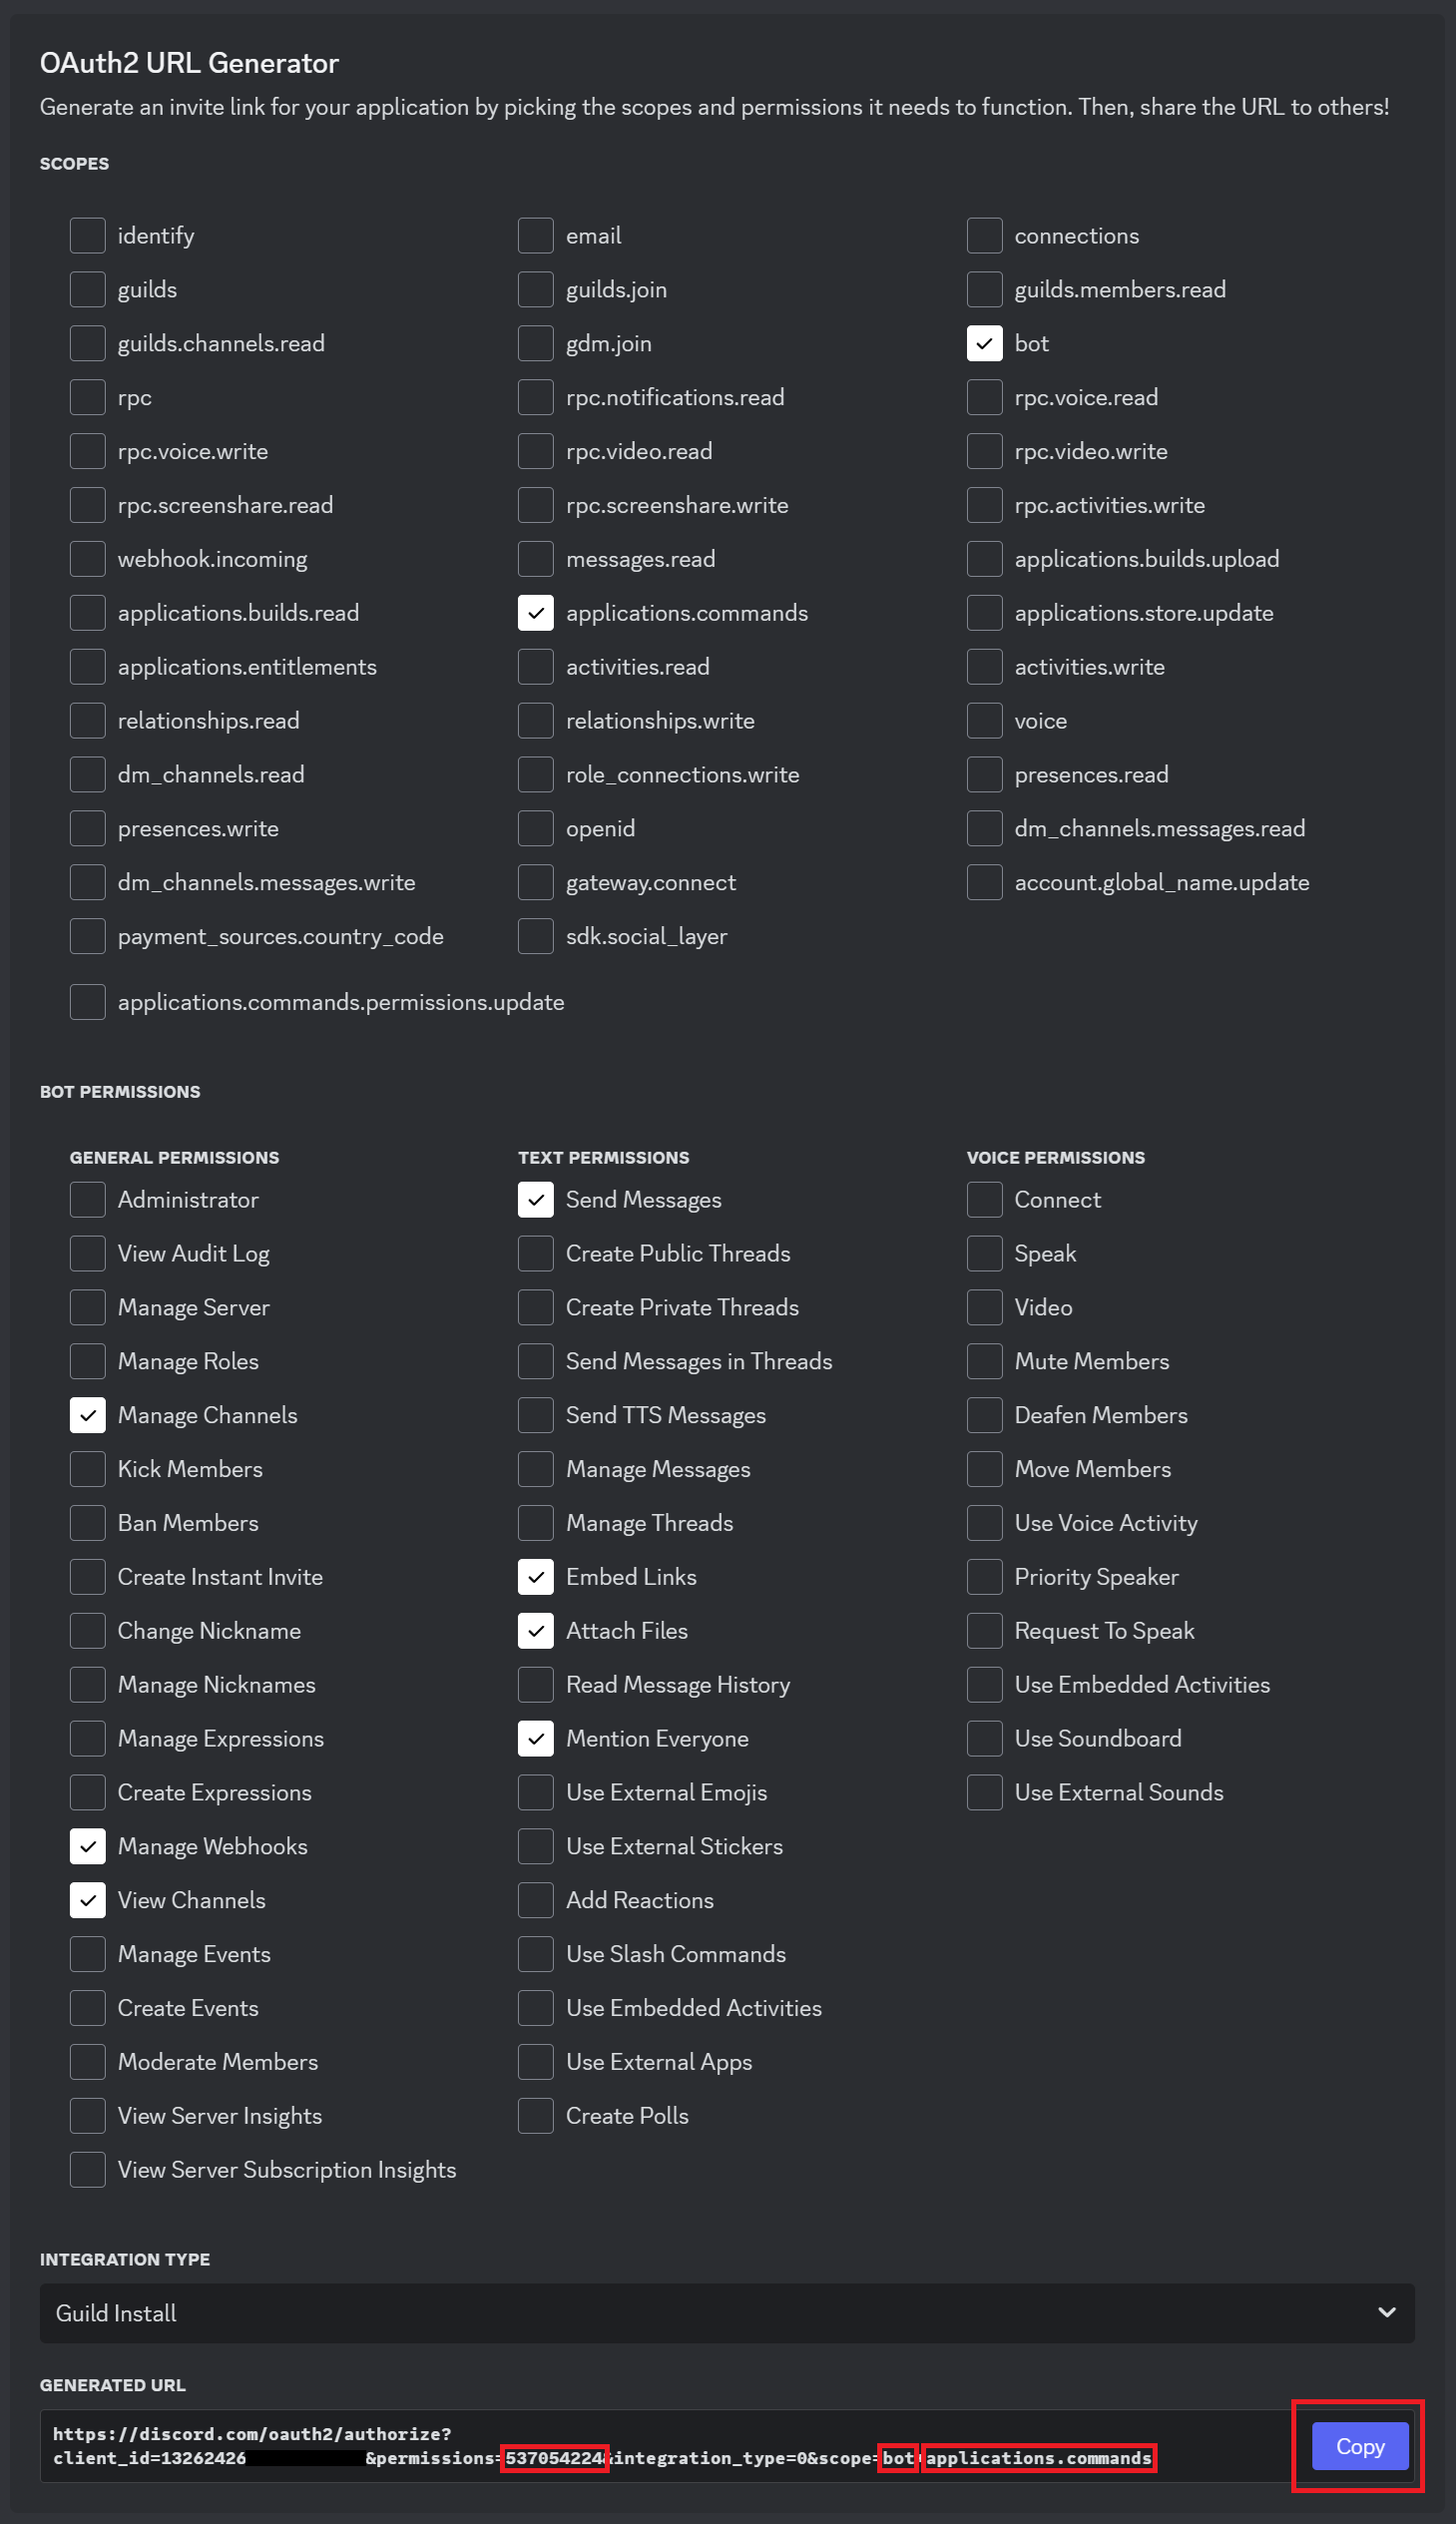 OAuth2 URL Generator
Generate an invite link for your application by picking the scopes and permissions it needs to function. Then, share the URL to others!
SCOPES
identify email connections
guilds guilds.join guilds.members.read
guilds.channels.read gdm.join bot
rpc rpc.notifications.read rpc.voice.read
rpc.voice.write rpc.video.read rpc.video.write
rpc.screenshare.read rpc.screenshare.write rpc.activities.write
webhook.incoming messages.read applications.builds.upload
applications.builds.read applications.commands applications.store.update
applications.entitlements activities.read activities.write
relationships.read relationships.write voice
dm_channels.read role_connections.write presences.read
presences.write openid dm_channels.messages.read
dm_channels.messages.write gateway.connect account.global_name.update
payment_sources.country_code sdk.social_layer
applications.commands.permissions.update
BOT PERMISSIONS
GENERAL PERMISSIONS
Administrator
View Audit Log
Manage Server
Manage Roles
Manage Channels
Kick Members
Ban Members
Create Instant Invite
Change Nickname
Manage Nicknames
Manage Expressions
Create Expressions
Manage Webhooks
View Channels
Manage Events
Create Events
Moderate Members
View Server Insights
View Server Subscription Insights
TEXT PERMISSIONS
Send Messages
Create Public Threads
Create Private Threads
Send Messages in Threads
Send TTS Messages
Manage Messages
Manage Threads
Embed Links
Attach Files
Read Message History
Mention Everyone
Use External Emojis
Use External Stickers
Add Reactions
Use Slash Commands
Use Embedded Activities
Use External Apps
Create Polls
VOICE PERMISSIONS
Connect
Speak
Video
Mute Members
Deafen Members
Move Members
Use Voice Activity
Priority Speaker
Request To Speak
Use Embedded Activities
Use Soundboard
Use External Sounds
INTEGRATION TYPE
Guild Install
GENERATED URL
https://discord.com/oauth2/authorize?
client_id=13262426 &permissions=537054224&integration_type=0&scope=bot+applications.commands
Copy